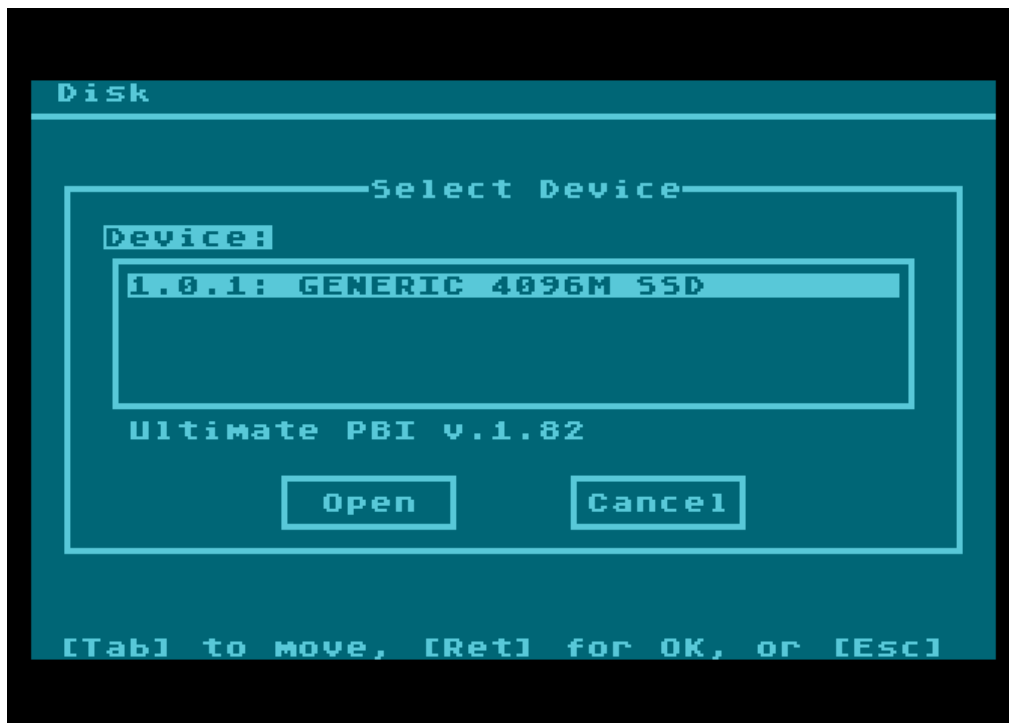 Disk
Select Device
Device:
1.0.1: GENERIC 4096M SSD
Ultimate PBI v.1.82
Open Cancel
[Tab] to move, [Ret] for OK, or [Esc]